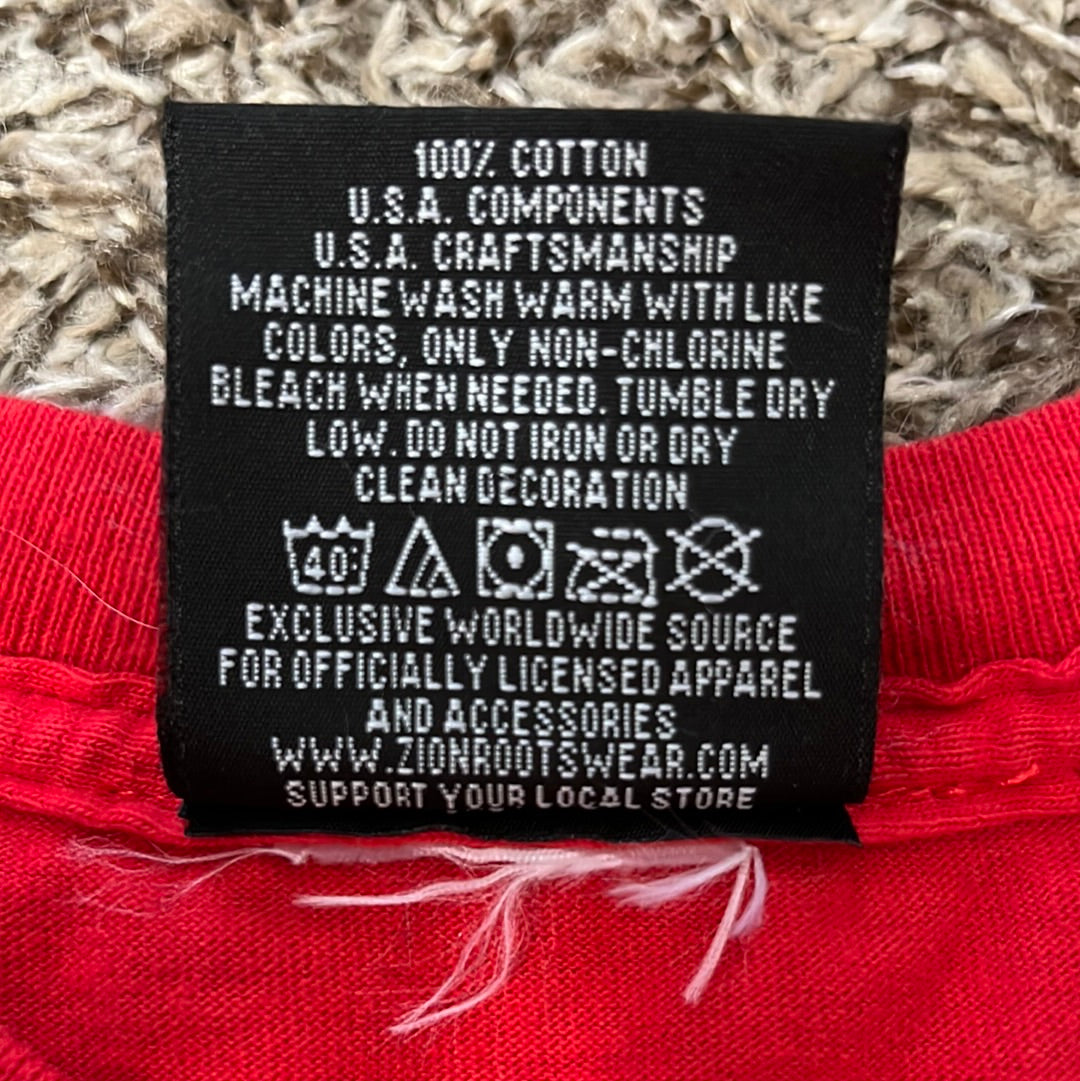 100% COTTON
U.S.A. COMPONENTS
U.S.A. CRAFTSMANSHIP
MACHINE WASH WARM WITH LIKE
COLORS, ONLY NON-CHLORINE
BLEACH WHEN NEEDED. TUMBLE DRY
LOW. DO NOT IRON OR DRY
CLEAN DECORATION
40°
EXCLUSIVE WORLDWIDE SOURCE
FOR OFFICIALLY LICENSED APPAREL
AND ACCESSORIES
WWW.ZIONROOTSWEAR.COM
SUPPORT YOUR LOCAL STORE